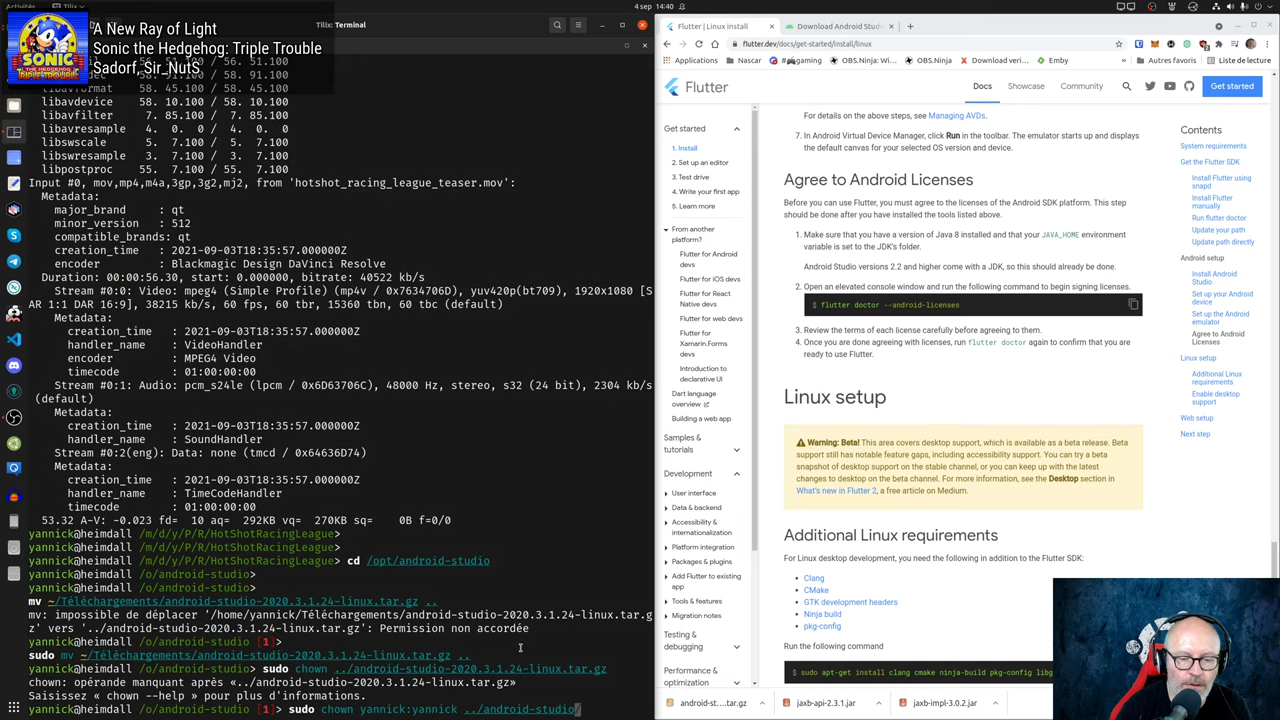 4 sep 14:40
A New Ray of Light
Sonic the Hedgehog: Triple Trouble
Sandzz, Sir_NutS
Tilix: Terminal
libavformat 58. 45.100 / 58. 45.100
libavdevice 58. 10.100 / 58. 10.100
libavresample 4. 0. 0 / 4. 0. 0
libswscale 5. 7.100 / 5. 7.100
libpostproc 55. 7.100 / 55. 7.100
Input #0, mov,mp4,m4a,3gp,3g2,mj2, from 'hotshot_racing_league_teaser.mov':
Metadata:
major_brand : qt
minor_version : 512
compatible_brands: qt
creation_time : 2021-09-01T18:35:57.000000Z
encoder : Blackmagic Design DaVinci Resolve
Duration: 00:00:56.30, start: 0.000000, bitrate: 40522 kb/s
Stream #0:1: Video: mpeg4 (Simple Profile) (mp4v / 0x7634706D), yuv420p, 1920x1080 [S
AR 1:1 DAR 16:9], 38215 kb/s, 60 fps, 60 tbr, 15360 tbn, 60 tbc (default)
Metadata:
creation_time : 2021-09-01T18:35:57.000000Z
handler_name : VideoHandler
encoder : MPEG-4 Video
timecode : 01:00:00:00
Stream #0:1: Audio: pcm_s24le (lpcm / 0x6D63706C), 48000 Hz, stereo, s32 (24 bit), 2304 kb/s
(default)
Metadata:
creation_time : 2021-09-01T18:35:57.000000Z
handler_name : SoundHandler
Stream #0:2: Data: none (tmcd / 0x64636D74)
Metadata:
creation_time : 2021-09-01T18:35:57.000000Z
handler_name : TimeCodeHandler
timecode : 01:00:00:00
53.32 A-V: -0.023 fd= 10 aq= 290KB vq= 270KB sq= 0B f=0/0
yannick@heimdall /m/d/y/P/R/HotShotRacingLeague>
yannick@heimdall /m/d/y/P/R/HotShotRacingLeague>
yannick@heimdall /m/d/y/P/R/HotShotRacingLeague> cd /opt/android-studio
yannick@heimdall /o/android-studio>
yannick@heimdall /o/android-studio>
mv ~/Téléchargements/android-studio-2020.3.1.24-linux.tar.gz ..
mv: impossible de déplacer '/home/yannick/Téléchargements/android-studio-2020.3.1.24-linux.tar.g
z' vers '../android-studio-2020.3.1.24-linux.tar.gz': Permission non accordée
yannick@heimdall /o/android-studio [1]>
sudo mv ~/Téléchargements/android-studio-2020.3.1.24-linux.tar.gz ..
yannick@heimdall /o/android-studio> sudo chown ../android-studio-2020.3.1.24-linux.tar.gz
chown: opérande manquant après «../android-studio-2020.3.1.24-linux.tar.gz»
Saisissez « chown --help » pour plus d'informations.
yannick@heimdall /o/android-studio [1]> sudo chown yannick:yannick ../android-studio
Flutter | Linux install
Download Android Studi
flutter.dev/docs/get-started/install/linux
Applications
Nascar
gaming
OBS.Ninja: Win…
OBS.Ninja
Download veri…
Emby
Autres favoris
Liste de lecture
Flutter
Docs
Showcase
Community
Get started
Get started
1. Install
2. Set up an editor
3. Test drive
4. Write your first app
5. Learn more
From another
platform?
Flutter for Android
devs
Flutter for iOS devs
Flutter for React
Native devs
Flutter for web devs
Flutter for
Xamarin.Forms
devs
Introduction to
declarative UI
Dart language
overview
Building a web app
Samples &
tutorials
Development
User interface
Data & backend
Accessibility &
internationalization
Platform integration
Packages & plugins
Add Flutter to existing
app
Tools & features
Migration notes
Testing &
debugging
Performance &
optimization
For details on the above steps, see Managing AVDs.
7. In Android Virtual Device Manager, click Run in the toolbar. The emulator starts up and displays
the default canvas for your selected OS version and device.
Agree to Android Licenses
Before you can use Flutter, you must agree to the licenses of the Android SDK platform. This step
should be done after you have installed the tools listed above.
1. Make sure that you have a version of Java 8 installed and that your JAVA_HOME environment
variable is set to the JDK's folder.
Android Studio versions 2.2 and higher come with a JDK, so this should already be done.
2. Open an elevated console window and run the following command to begin signing licenses.
$ flutter doctor --android-licenses
3. Review the terms of each license carefully before agreeing to them.
4. Once you are done agreeing with licenses, run flutter doctor again to confirm that you are
ready to use Flutter.
Linux setup
Warning: Beta! This area covers desktop support, which is available as a beta release. Beta
support still has notable feature gaps, including accessibility support. You can try a beta
snapshot of desktop support on the stable channel, or you can keep up with the latest
changes to desktop on the beta channel. For more information, see the Desktop section in
What's new in Flutter 2, a free article on Medium.
Additional Linux requirements
For Linux desktop development, you need the following in addition to the Flutter SDK:
Clang
CMake
GTK development headers
Ninja build
pkg-config
Run the following command
$ sudo apt-get install clang cmake ninja-build pkg-config libg
Contents
System requirements
Get the Flutter SDK
Install Flutter using
snapd
Install Flutter
manually
Run flutter doctor
Update your path
Update path directly
Android setup
Install Android
Studio
Set up your Android
device
Set up the Android
emulator
Agree to Android
Licenses
Linux setup
Additional Linux
requirements
Enable desktop
support
Web setup
Next step
android-st….tar.gz
jaxb-api-2.3.1.jar
jaxb-impl-3.0.2.jar